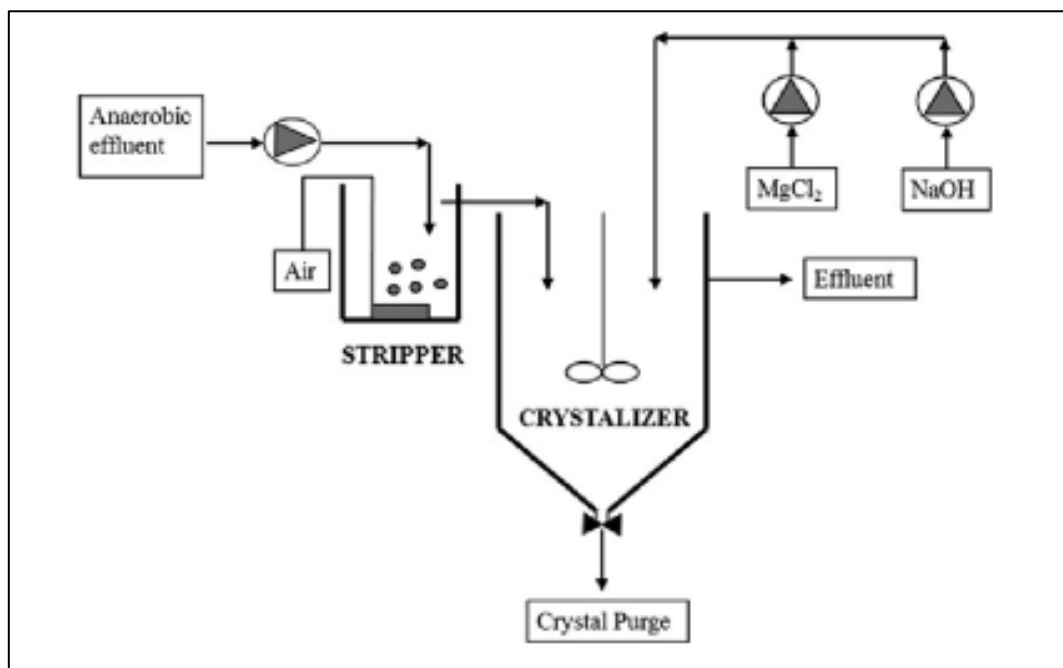 Anaerobic
effluent
MgCl₂
NaOH
Air
Effluent
STRIPPER
CRYSTALIZER
Crystal Purge